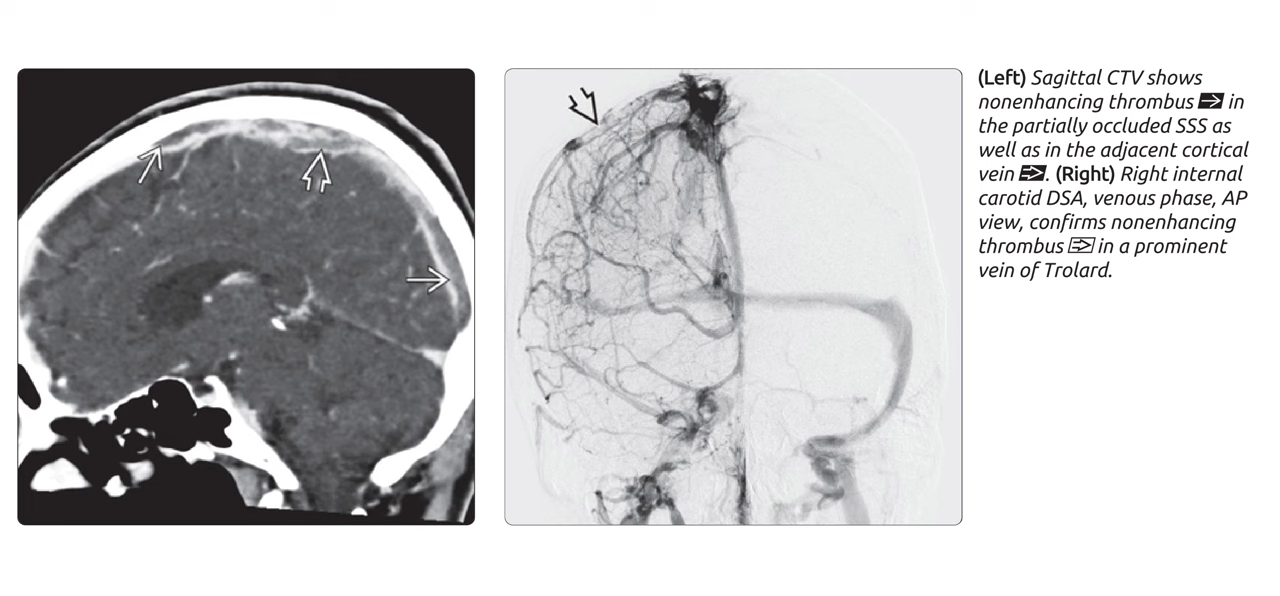 (Left) Sagittal CTV shows
nonenhancing thrombus in
the partially occluded SSS as
well as in the adjacent cortical
vein . (Right) Right internal
carotid DSA, venous phase, AP
view, confirms nonenhancing
thrombus in a prominent
vein of Trolard.